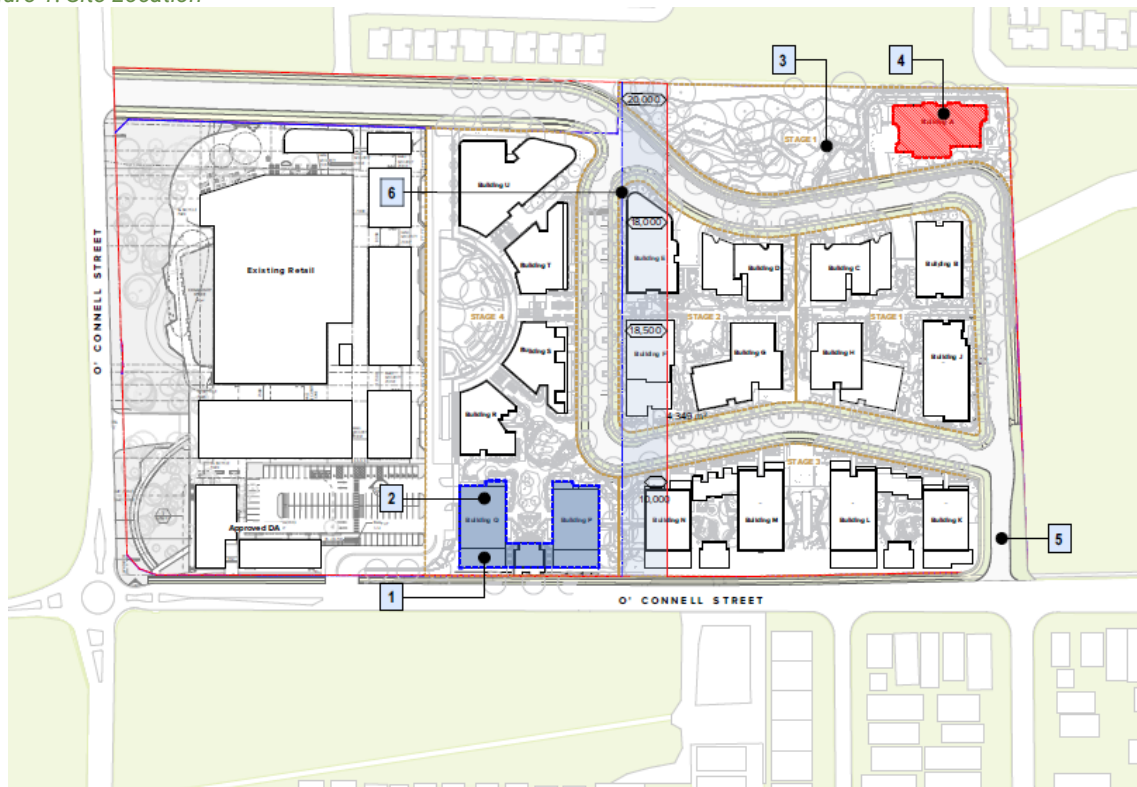 Site Location
3
4
20,000
Building A
STAGE 1
Building U
6
18,000
Building T
Building E
Building D
Building C
Building B
Existing Retail
O' CONNELL STREET
STAGE 4
STAGE 2
STAGE 1
18,500
Building S
Building F
Building G
Building H
Building J
Building R
STAGE 3
2
10,000
Building Q
Building P
Building N
Building M
Building L
Building K
Approved DA
5
1
O' CONNELL STREET